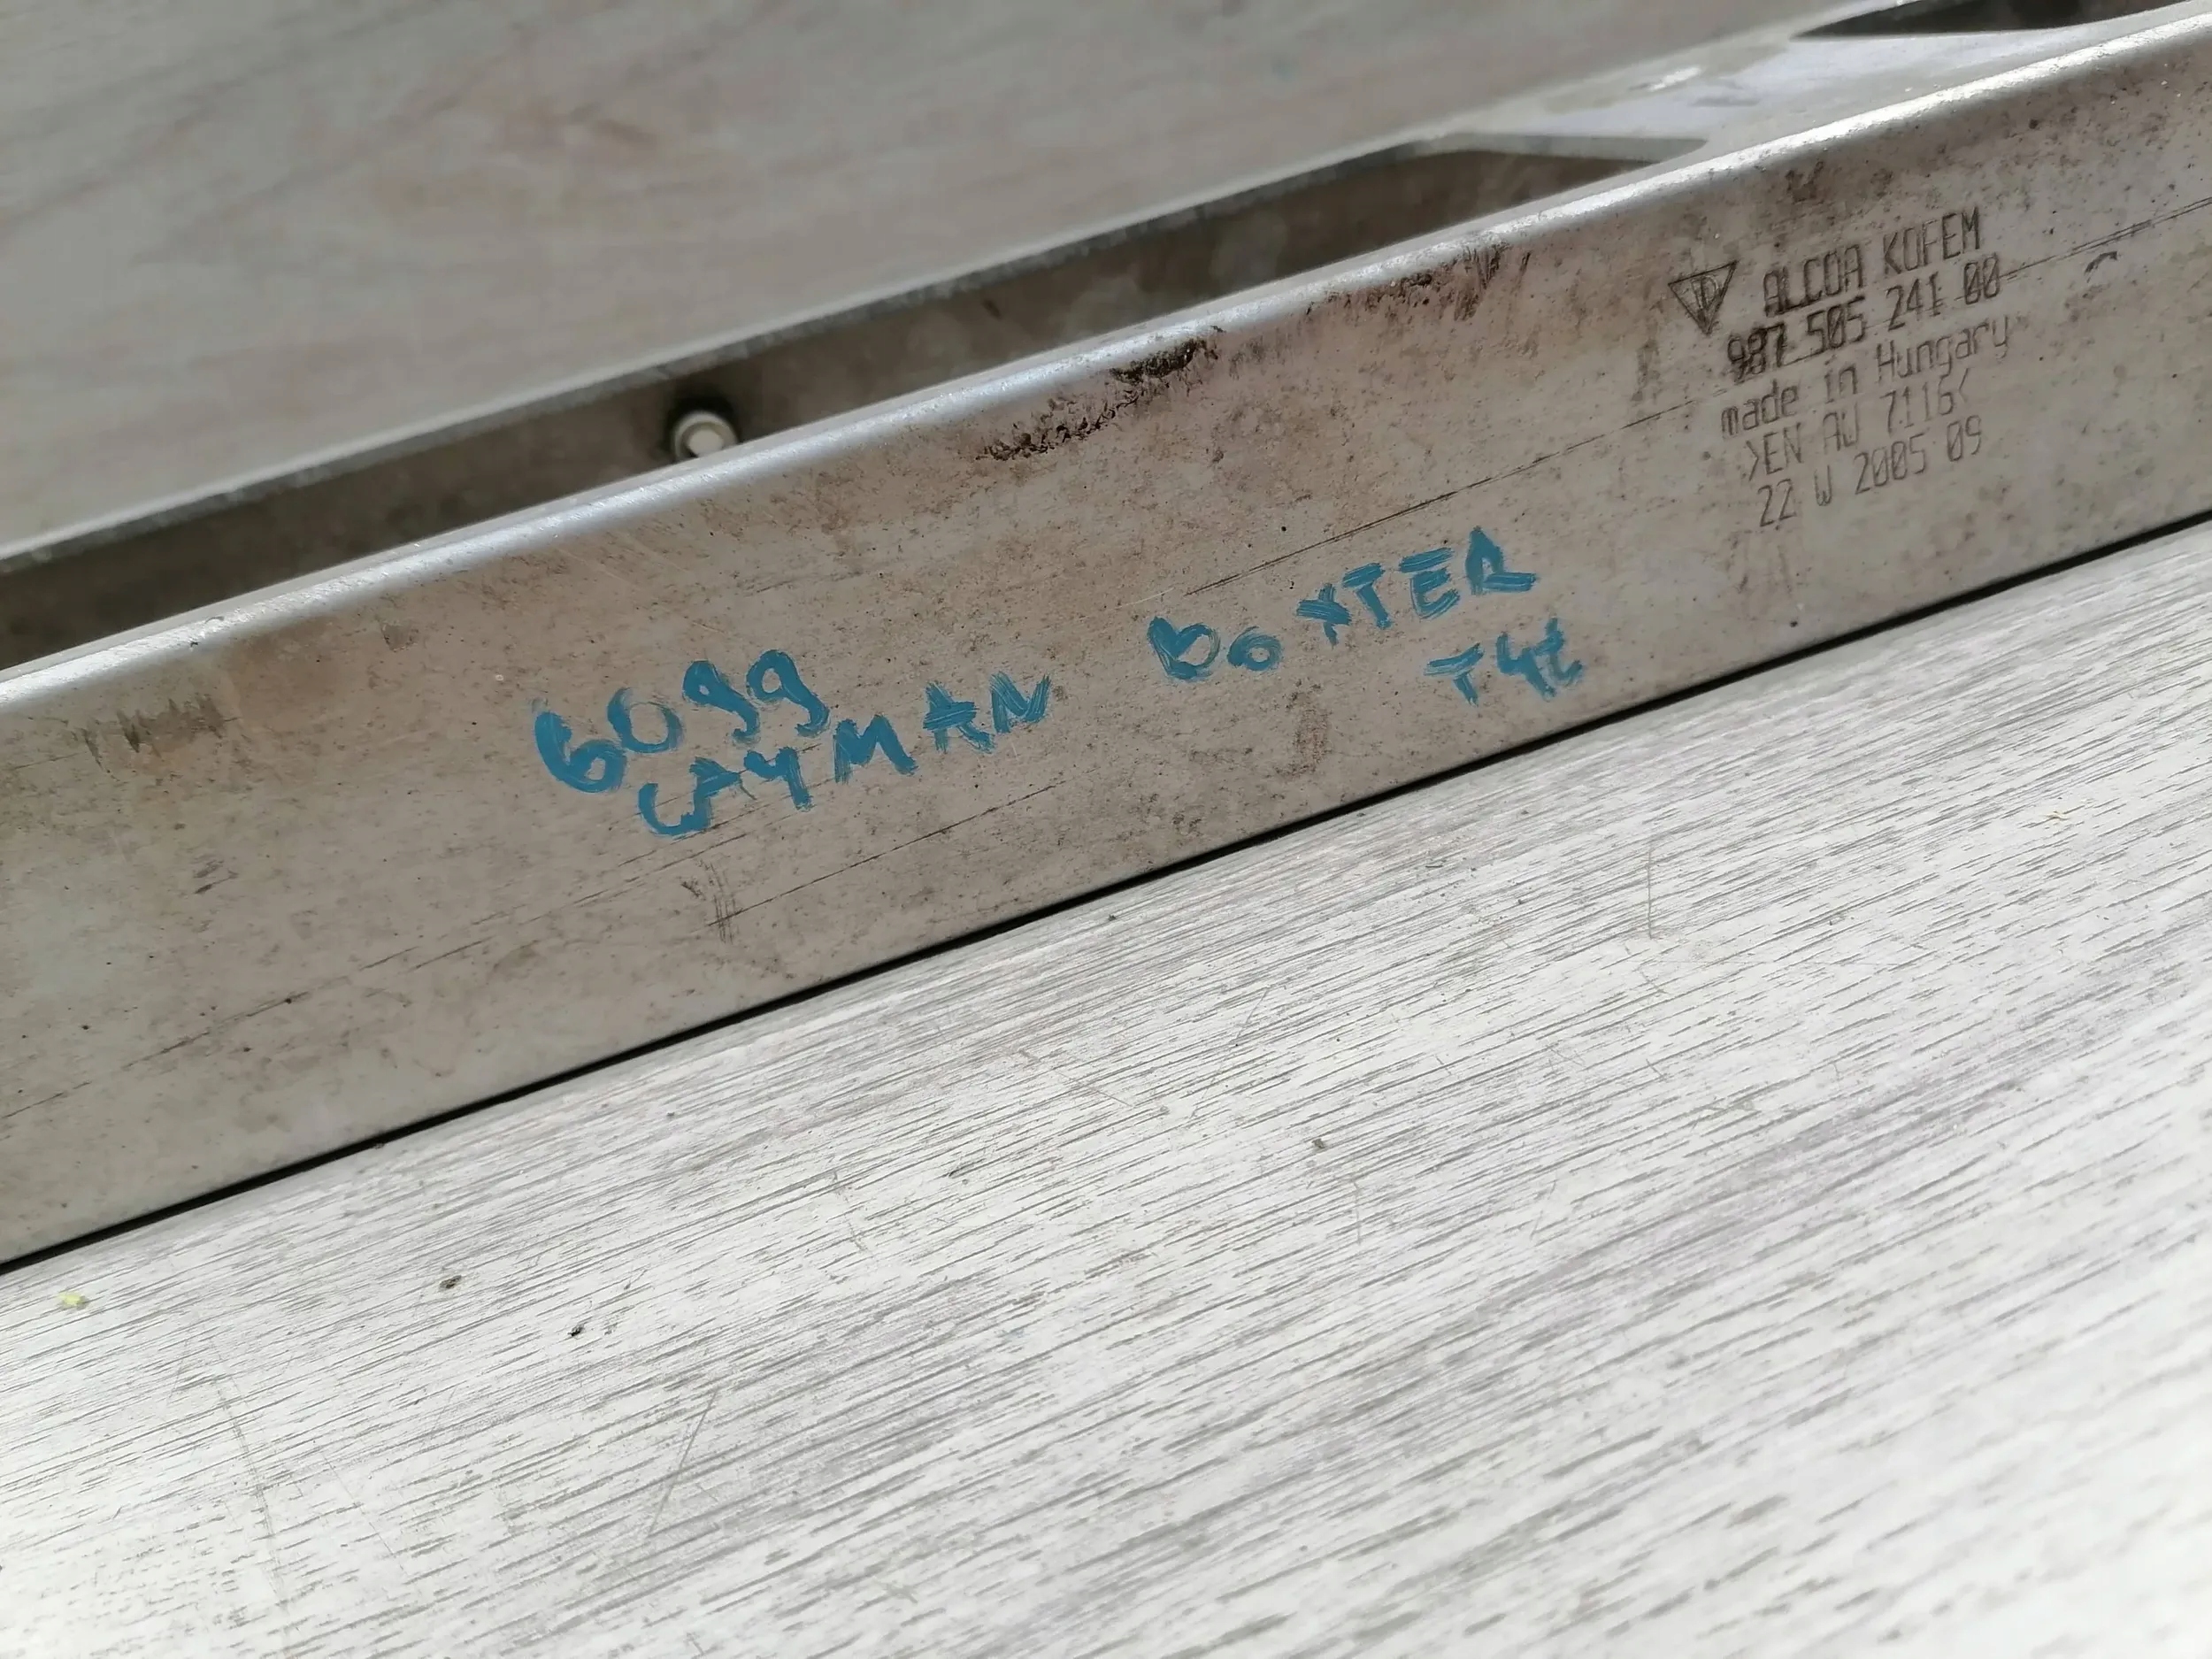 ALCOA KOFEM
987 505 241 00
made in Hungary
>EN AW 7116<
22 W 2005 09
6099
CAYMAN BOXTER